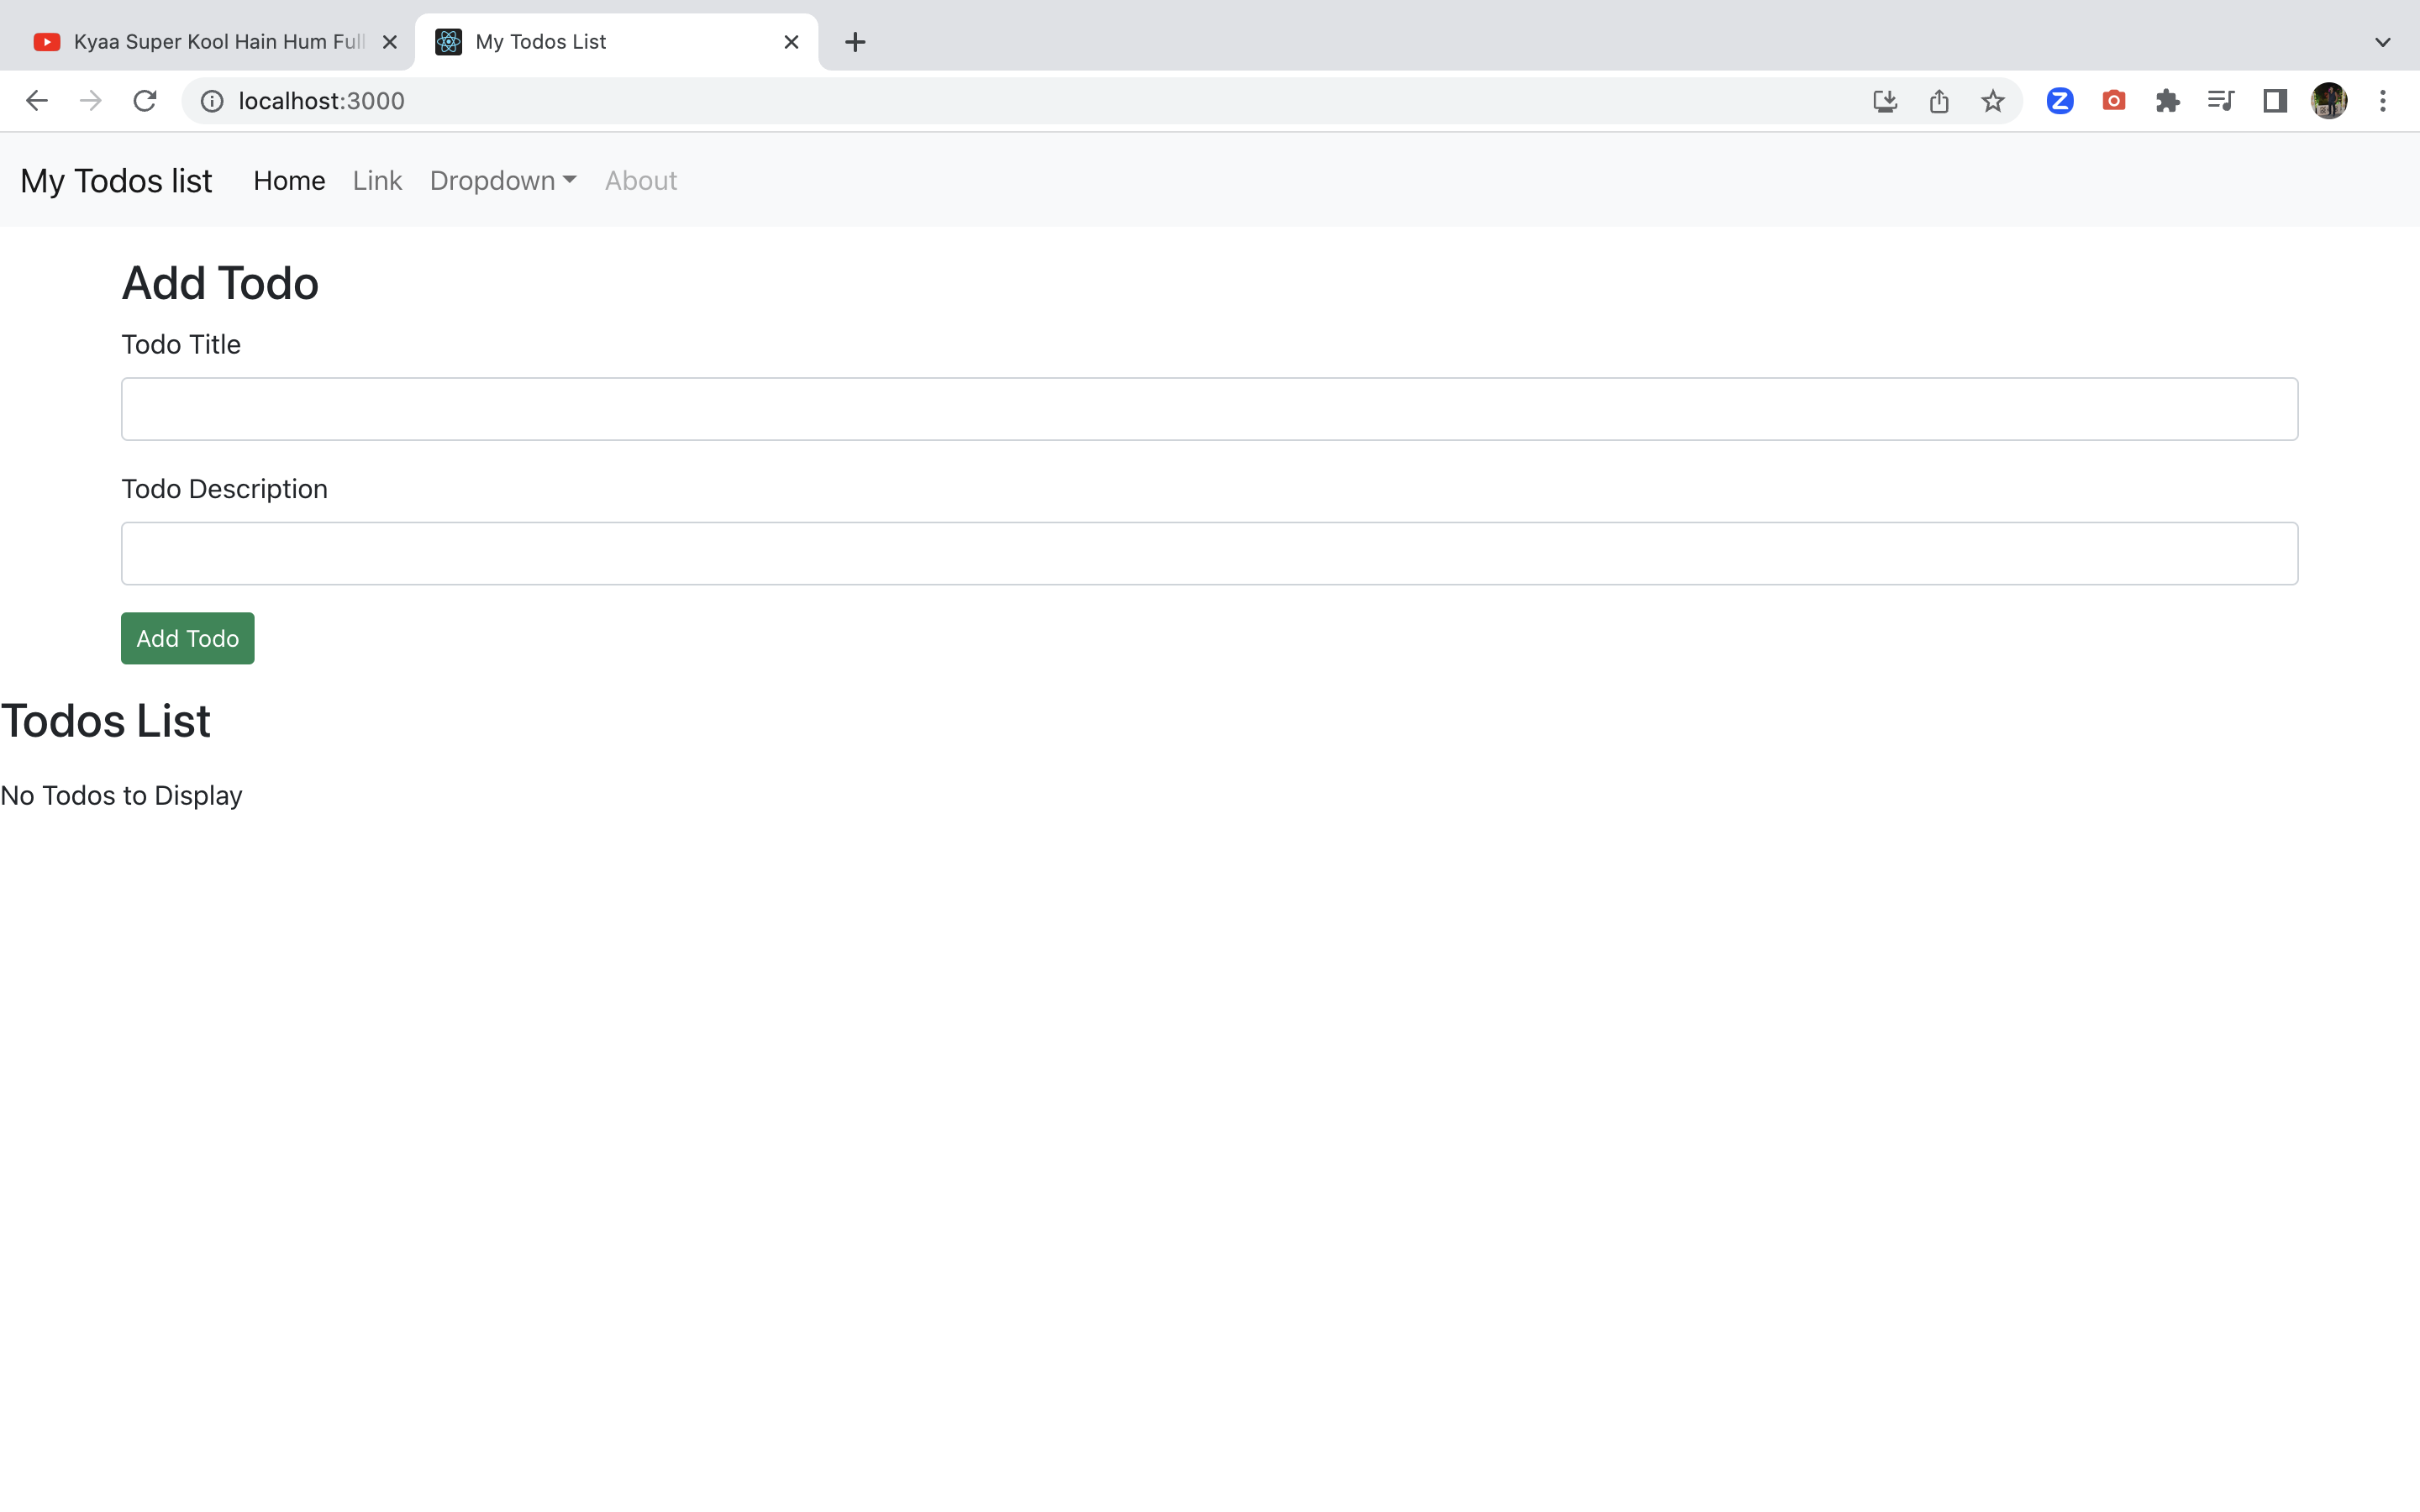 Kyaa Super Kool Hain Hum Full
My Todos List
localhost:3000
My Todos list Home Link Dropdown About
Add Todo
Todo Title
Todo Description
Add Todo
Todos List
No Todos to Display